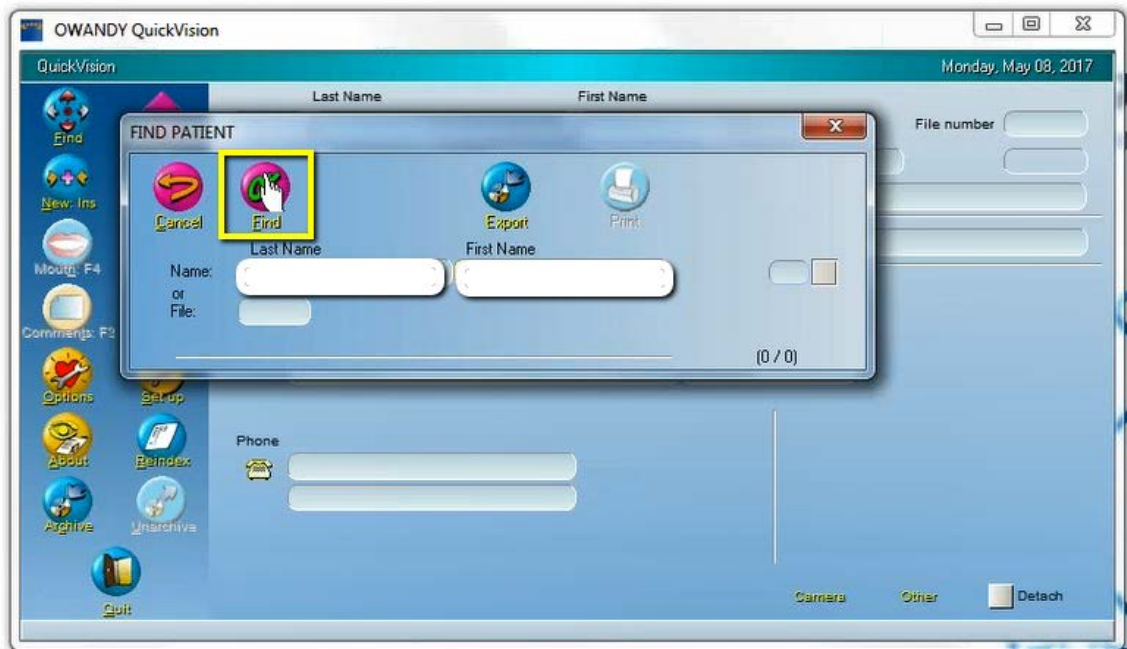 OWANDY QuickVision
QuickVision Monday, May 08, 2017
Last Name First Name
Find
FIND PATIENT
File number
New: Ins
Cancel OK Find Export Print
Last Name First Name
Mouth: F4
Name:
or
File:
Comments: F3
(0 / 0)
Options Set up
Phone
About Reindex
Archive Unarchive
Quit
Camera Other Detach